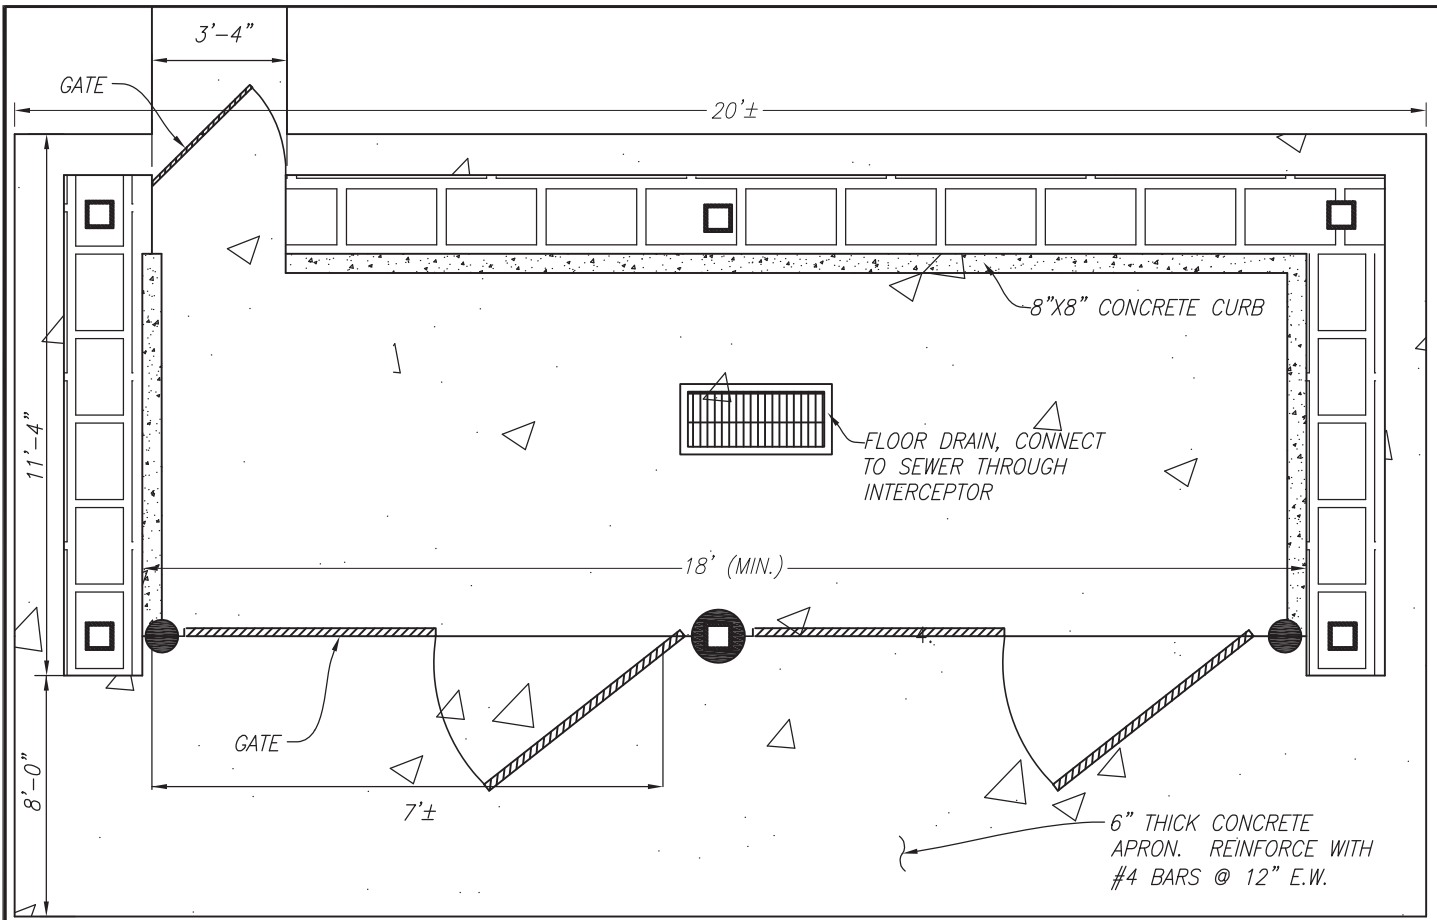 3'-4"
GATE
20'±
8"X8" CONCRETE CURB
11'-4"
FLOOR DRAIN, CONNECT
TO SEWER THROUGH
INTERCEPTOR
18' (MIN.)
4.
GATE
8'-0"
7'±
6" THICK CONCRETE
APRON. REINFORCE WITH
#4 BARS @ 12" E.W.